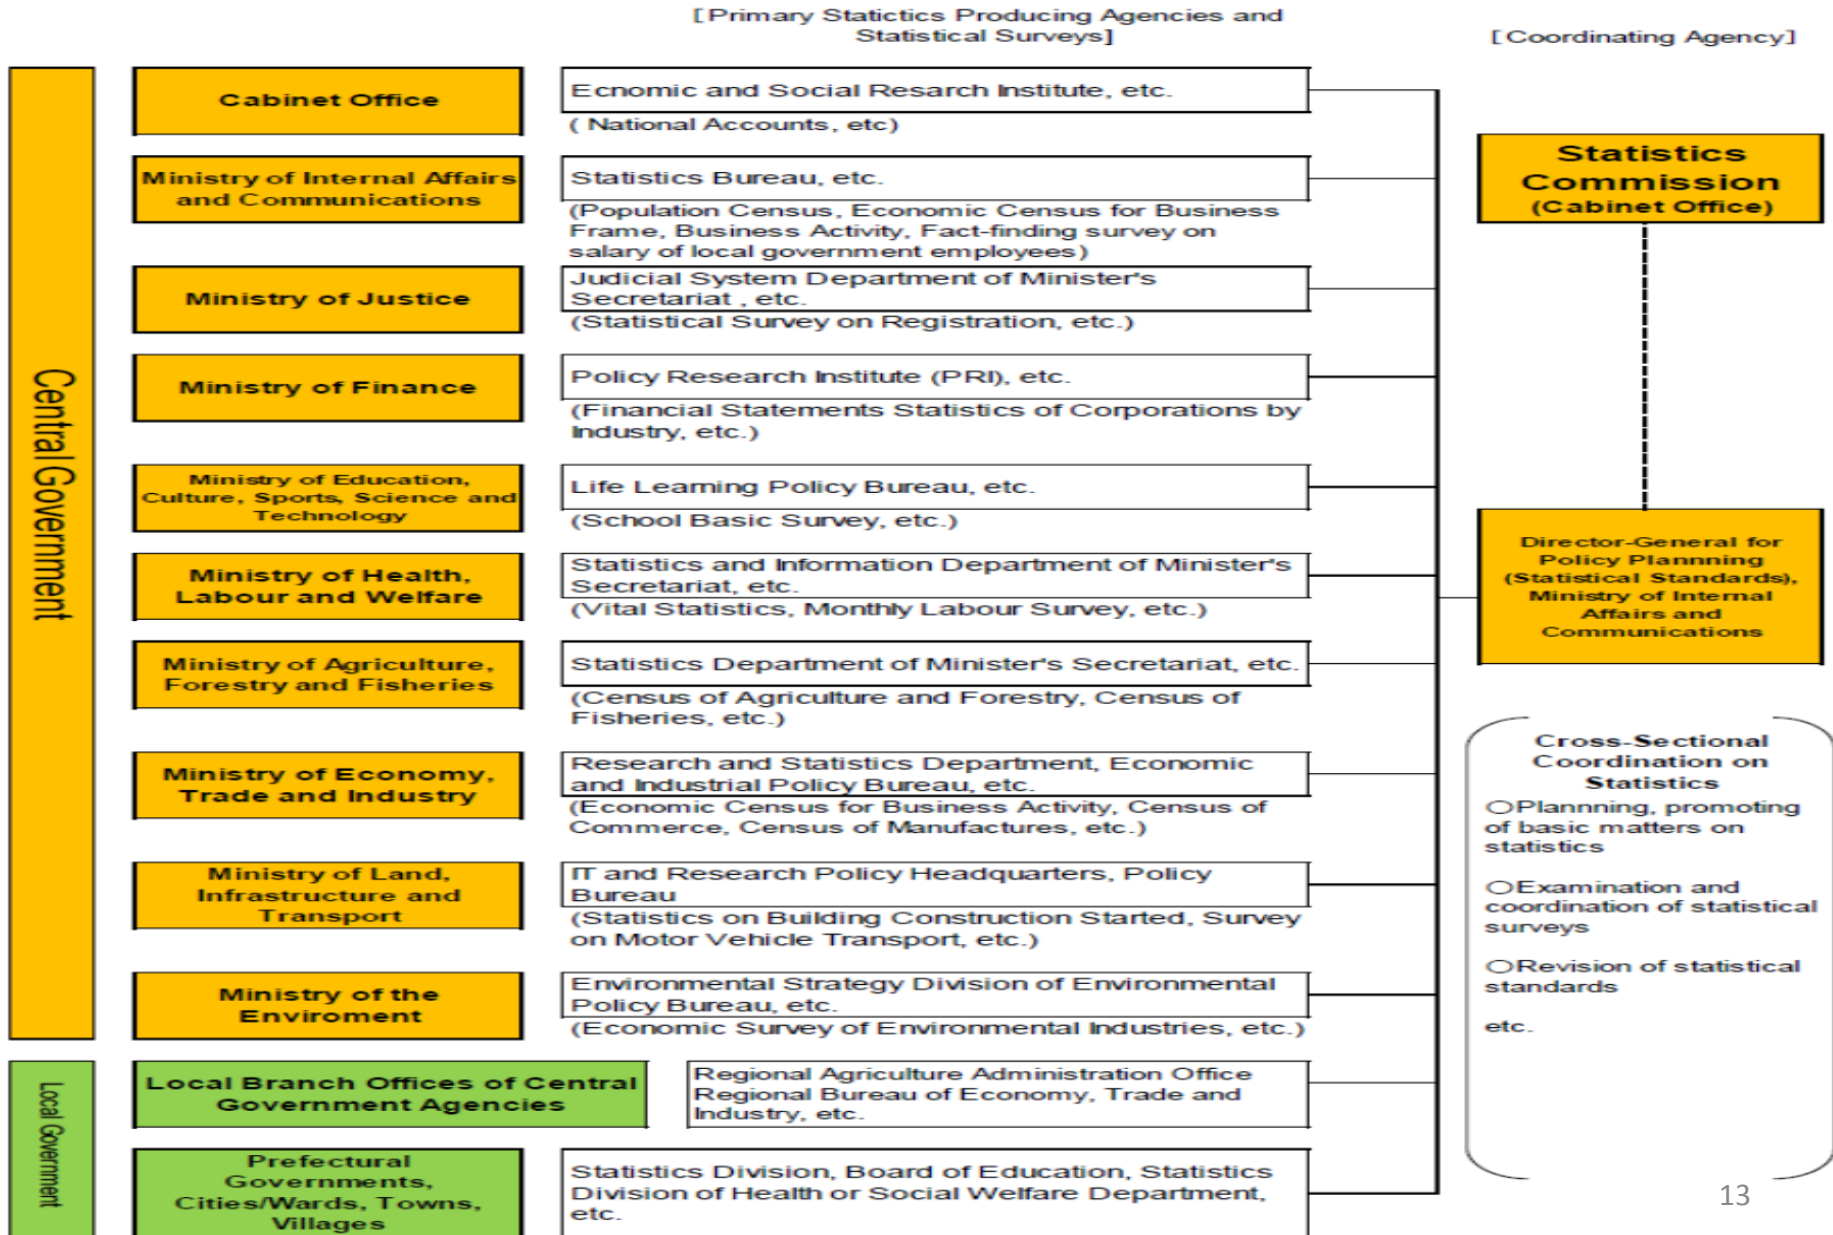 [Primary Statictics Producing Agencies and
Statistical Surveys]
[Coordinating Agency]
Central Government
Cabinet Office
Ecnomic and Social Resarch Institute, etc.
( National Accounts, etc)
Ministry of Internal Affairs
and Communications
Statistics Bureau, etc.
(Population Census, Economic Census for Business
Frame, Business Activity, Fact-finding survey on
salary of local government employees)
Ministry of Justice
Judicial System Department of Minister's
Secretariat , etc.
(Statistical Survey on Registration, etc.)
Ministry of Finance
Policy Research Institute (PRI), etc.
(Financial Statements Statistics of Corporations by
Industry, etc.)
Ministry of Education,
Culture, Sports, Science and
Technology
Life Learning Policy Bureau, etc.
(School Basic Survey, etc.)
Ministry of Health,
Labour and Welfare
Statistics and Information Department of Minister's
Secretariat, etc.
(Vital Statistics, Monthly Labour Survey, etc.)
Ministry of Agriculture,
Forestry and Fisheries
Statistics Department of Minister's Secretariat, etc.
(Census of Agriculture and Forestry, Census of
Fisheries, etc.)
Ministry of Economy,
Trade and Industry
Research and Statistics Department, Economic
and Industrial Policy Bureau, etc.
(Economic Census for Business Activity, Census of
Commerce, Census of Manufactures, etc.)
Ministry of Land,
Infrastructure and
Transport
IT and Research Policy Headquarters, Policy
Bureau
(Statistics on Building Construction Started, Survey
on Motor Vehicle Transport, etc.)
Ministry of the
Enviroment
Environmental Strategy Division of Environmental
Policy Bureau, etc.
(Economic Survey of Environmental Industries, etc.)
Local Government
Local Branch Offices of Central
Government Agencies
Regional Agriculture Administration Office
Regional Bureau of Economy, Trade and
Industry, etc.
Prefectural
Governments,
Cities/Wards, Towns,
Villages
Statistics Division, Board of Education, Statistics
Division of Health or Social Welfare Department,
etc.
Statistics
Commission
(Cabinet Office)
Director-General for
Policy Plannning
(Statistical Standards),
Ministry of Internal
Affairs and
Communications
Cross-Sectional
Coordination on
Statistics
○Plannning, promoting
of basic matters on
statistics
○Examination and
coordination of statistical
surveys
○Revision of statistical
standards
etc.
13